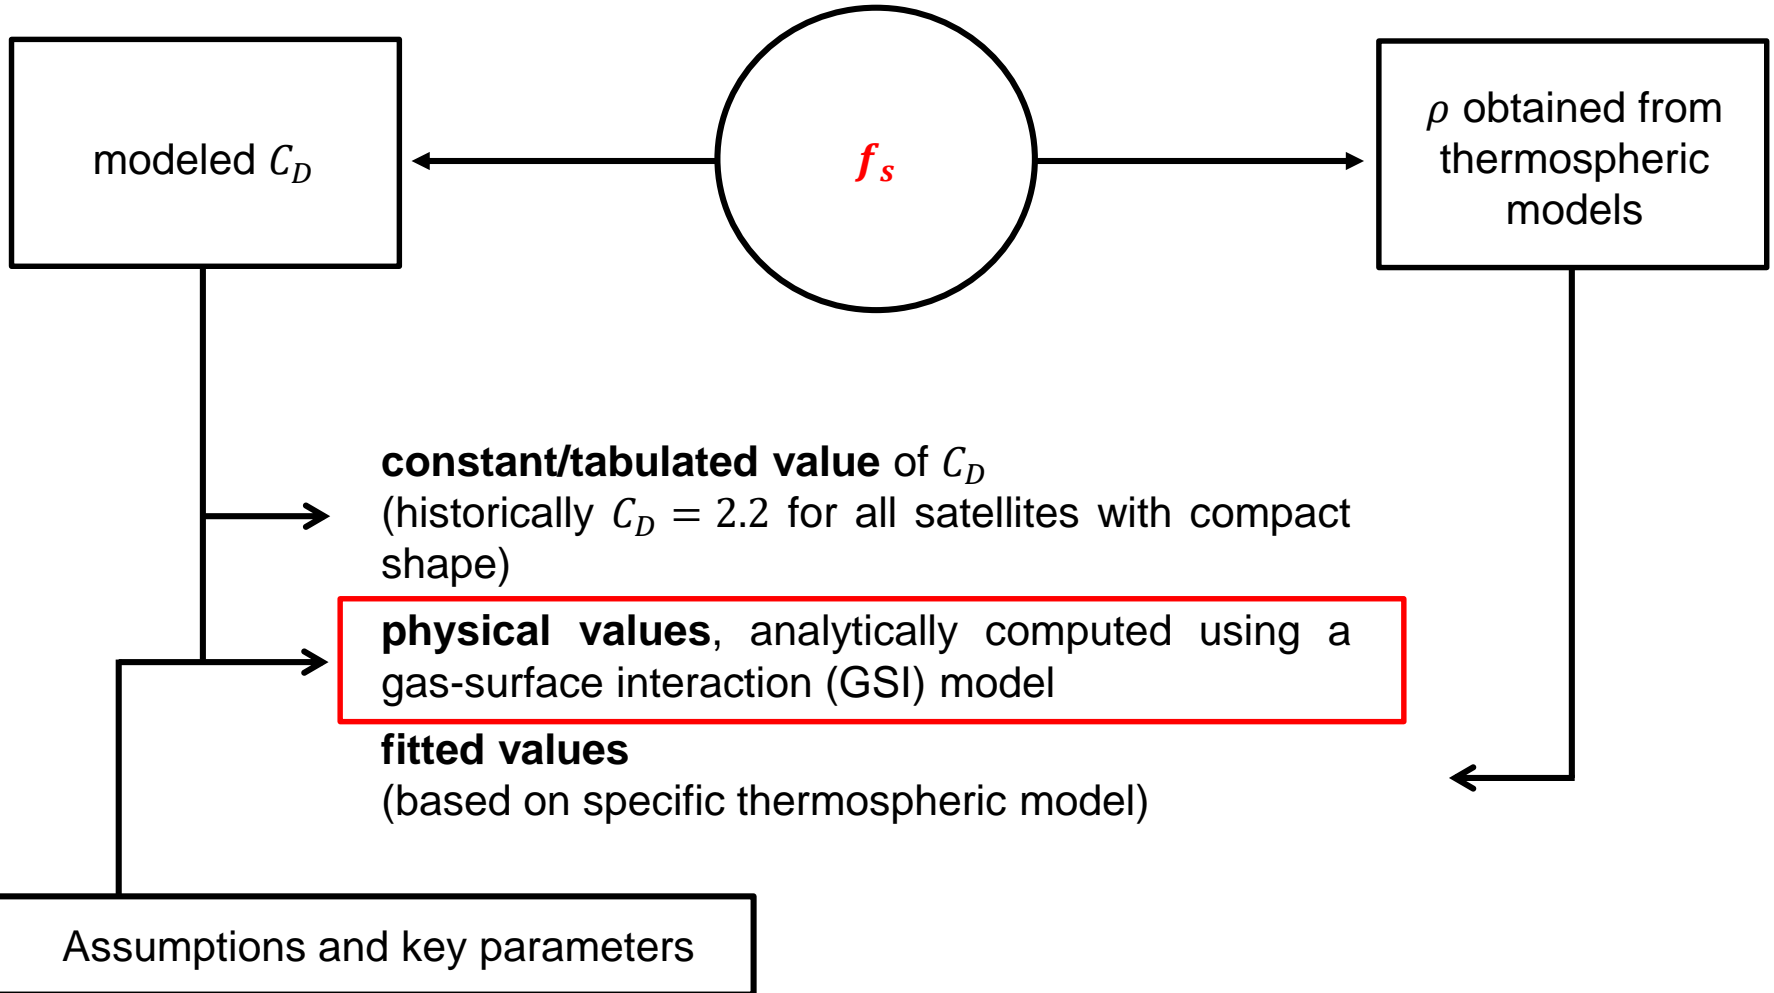 modeled C_D
f_s
ρ obtained from
thermospheric
models
constant/tabulated value of C_D
(historically C_D = 2.2 for all satellites with compact
shape)
physical values, analytically computed using a
gas-surface interaction (GSI) model
fitted values
(based on specific thermospheric model)
Assumptions and key parameters